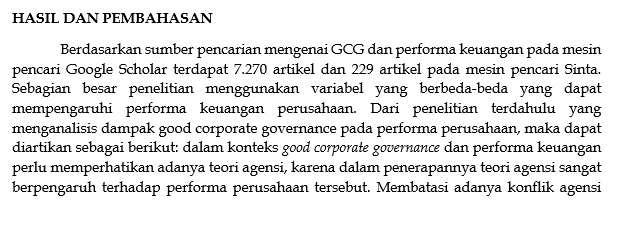 HASIL DAN PEMBAHASAN
Berdasarkan sumber pencarian mengenai GCG dan performa keuangan pada mesin
pencari Google Scholar terdapat 7.270 artikel dan 229 artikel pada mesin pencari Sinta.
Sebagian besar penelitian menggunakan variabel yang berbeda-beda yang dapat
mempengaruhi performa keuangan perusahaan. Dari penelitian terdahulu yang
menganalisis dampak good corporate governance pada performa perusahaan, maka dapat
diartikan sebagai berikut: dalam konteks good corporate governance dan performa keuangan
perlu memperhatikan adanya teori agensi, karena dalam penerapannya teori agensi sangat
berpengaruh terhadap performa perusahaan tersebut. Membatasi adanya konflik agensi